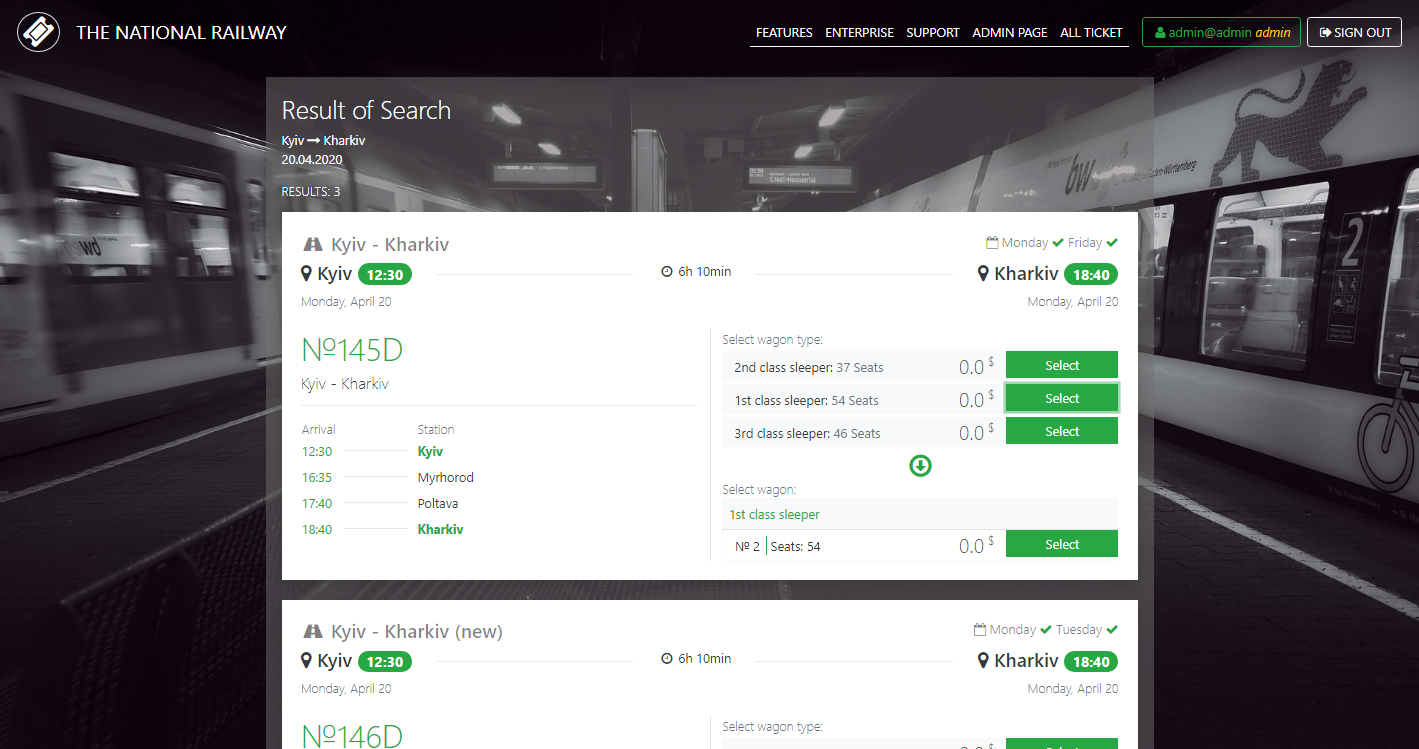 THE NATIONAL RAILWAY
FEATURES ENTERPRISE SUPPORT ADMIN PAGE ALL TICKET
admin@admin admin
SIGN OUT
Result of Search
Kyiv ➞ Kharkiv
20.04.2020
RESULTS: 3
S.Hall-Hessental
bwegt
2
Kyiv - Kharkiv
Monday ✔ Friday ✔
Kyiv 12:30
6h 10min
Kharkiv 18:40
Monday, April 20
Monday, April 20
№145D
Kyiv - Kharkiv
Arrival Station
12:30 Kyiv
16:35 Myrhorod
17:40 Poltava
18:40 Kharkiv
Select wagon type:
2nd class sleeper: 37 Seats 0.0 $ Select
1st class sleeper: 54 Seats 0.0 $ Select
3rd class sleeper: 46 Seats 0.0 $ Select
Select wagon:
1st class sleeper
№ 2 | Seats: 54 0.0 $ Select
Kyiv - Kharkiv (new)
Monday ✔ Tuesday ✔
Kyiv 12:30
6h 10min
Kharkiv 18:40
Monday, April 20
Monday, April 20
№146D
Select wagon type: